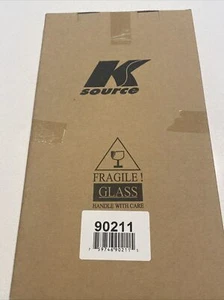 K
source
FRAGILE!
GLASS
HANDLE WITH CARE
90211